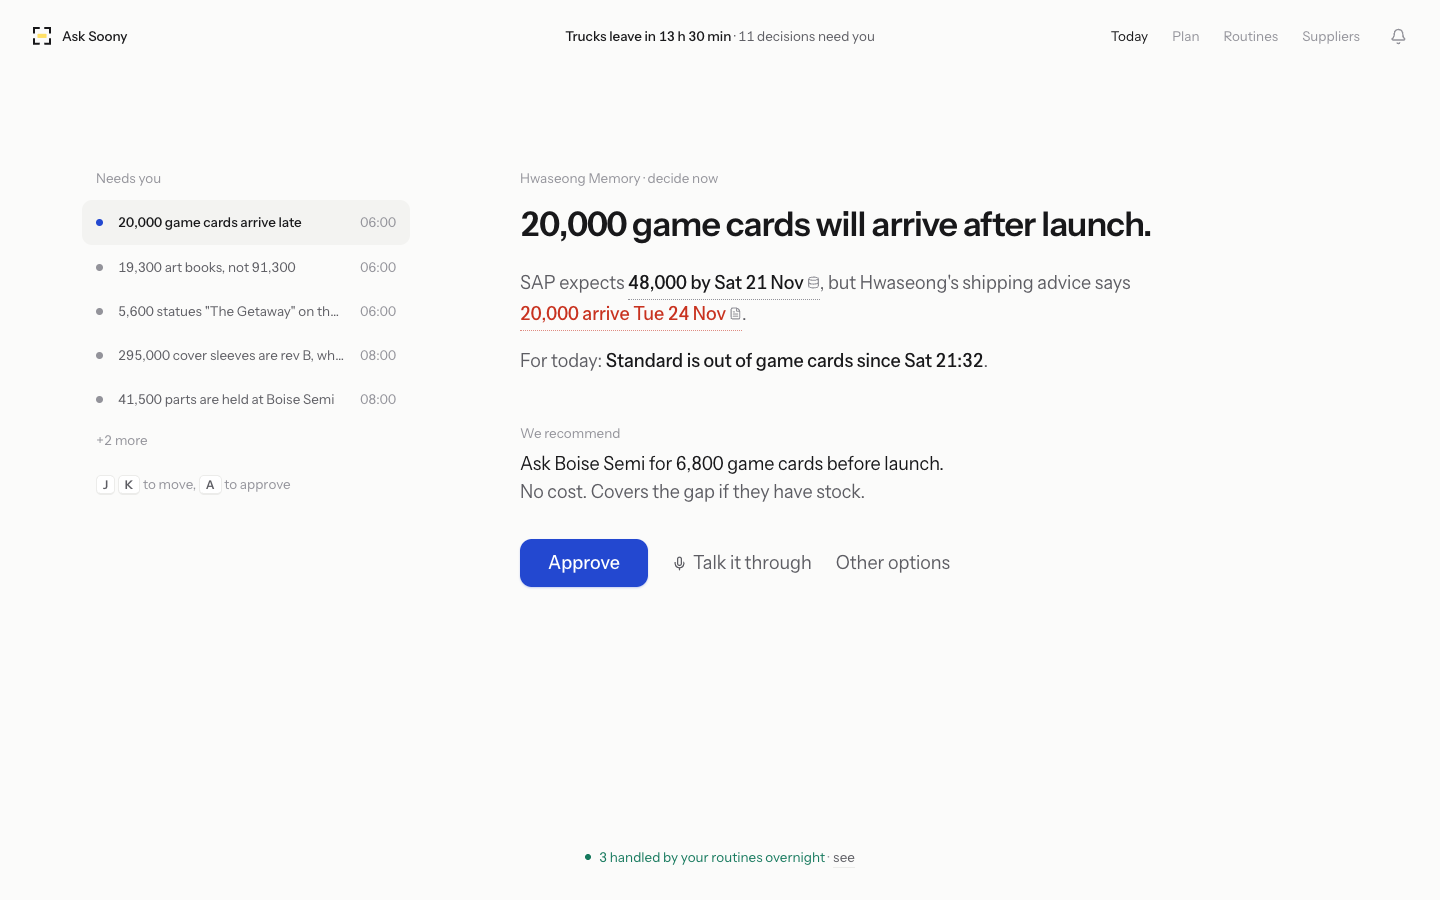 Ask Soony
Trucks leave in 13 h 30 min · 11 decisions need you
Today Plan Routines Suppliers
Needs you
20,000 game cards arrive late 06:00
19,300 art books, not 91,300 06:00
5,600 statues "The Getaway" on th... 06:00
295,000 cover sleeves are rev B, wh... 08:00
41,500 parts are held at Boise Semi 08:00
+2 more
J K to move, A to approve
Hwaseong Memory · decide now
20,000 game cards will arrive after launch.
SAP expects 48,000 by Sat 21 Nov, but Hwaseong's shipping advice says
20,000 arrive Tue 24 Nov.
For today: Standard is out of game cards since Sat 21:32.
We recommend
Ask Boise Semi for 6,800 game cards before launch.
No cost. Covers the gap if they have stock.
Approve Talk it through Other options
3 handled by your routines overnight · see